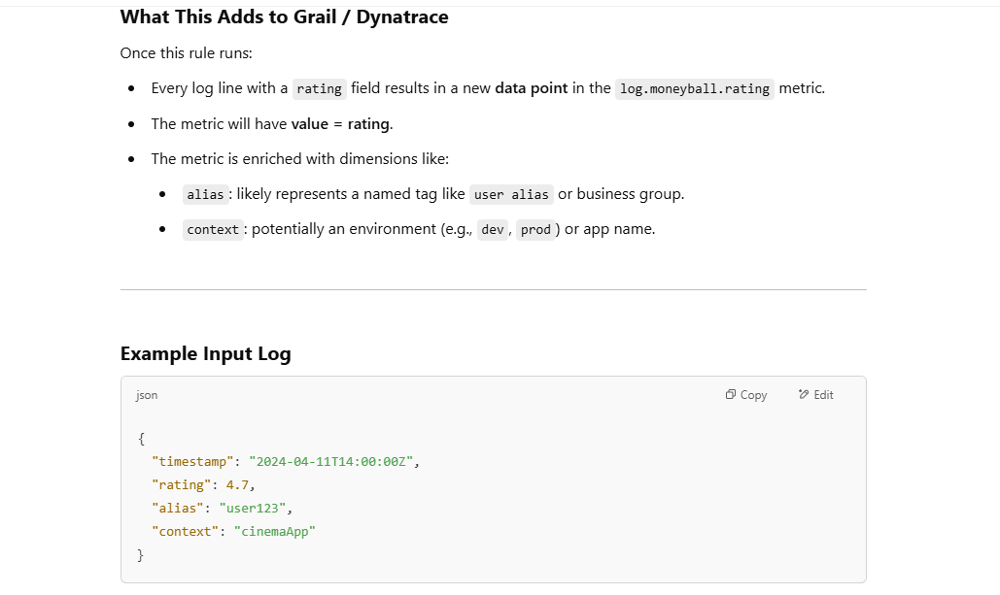 What This Adds to Grail / Dynatrace
Once this rule runs:
• Every log line with a rating field results in a new data point in the log.moneyball.rating metric.
• The metric will have value = rating.
• The metric is enriched with dimensions like:
• alias: likely represents a named tag like user alias or business group.
• context: potentially an environment (e.g., dev, prod) or app name.
Example Input Log
json
Copy
Edit
{
"timestamp": "2024-04-11T14:00:00Z",
"rating": 4.7,
"alias": "user123",
"context": "cinemaApp"
}